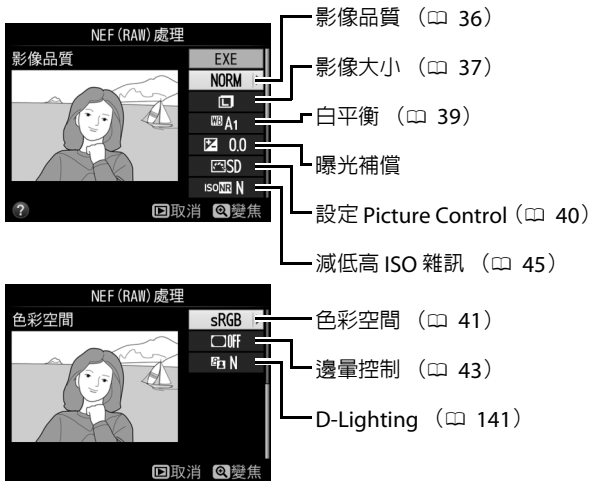 NEF (RAW) 處理
影像品質
EXE
NORM
L
WB A1
0.0
SD
ISO NR N
? 取消 變焦
影像品質 (36)
影像大小 (37)
白平衡 (39)
曝光補償
設定 Picture Control (40)
減低高 ISO 雜訊 (45)
NEF (RAW) 處理
色彩空間
sRGB
OFF
N
取消 變焦
色彩空間 (41)
邊暈控制 (43)
D-Lighting (141)